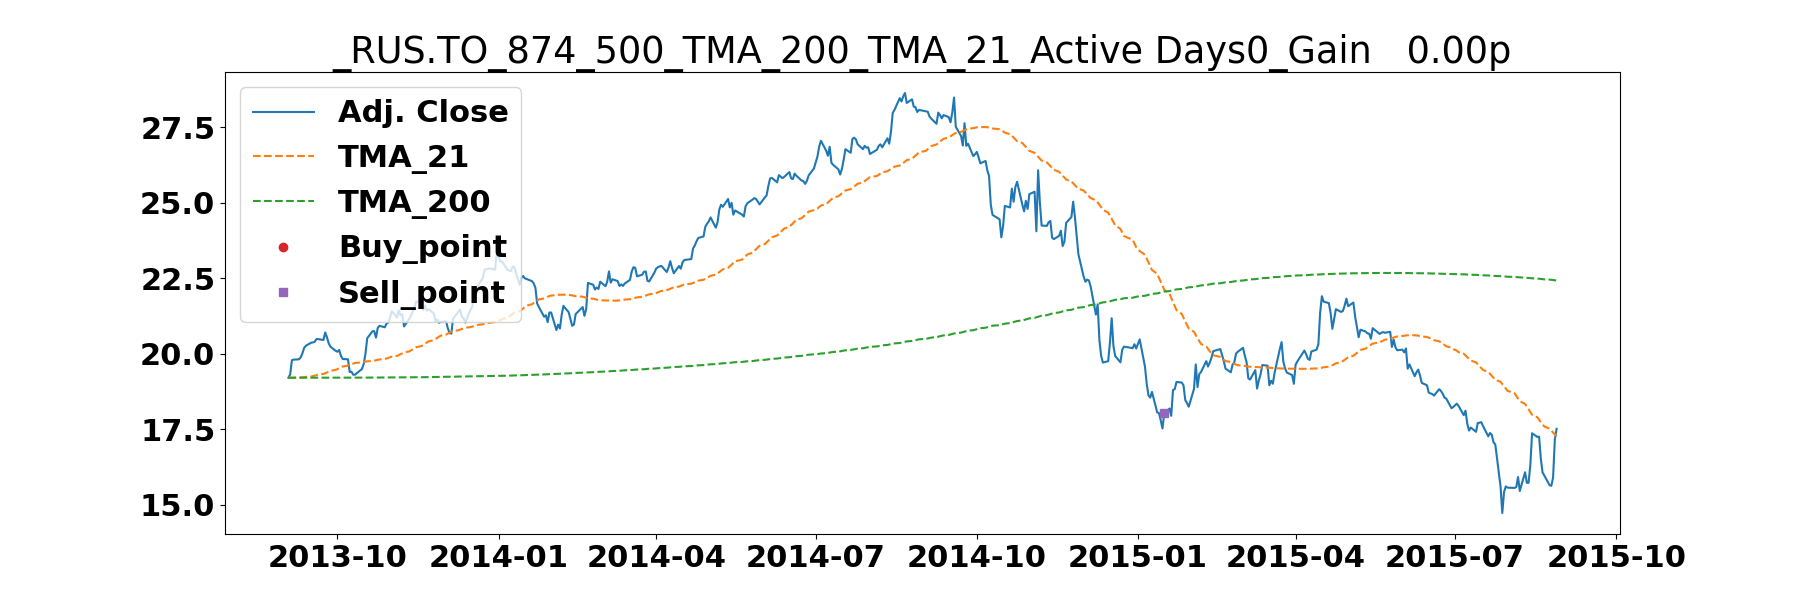 _RUS.TO_874_500_TMA_200_TMA_21_Active Days0_Gain   0.00p
Adj. Close
TMA_21
TMA_200
Buy_point
Sell_point
27.5
25.0
22.5
20.0
17.5
15.0
2013-10 2014-01 2014-04 2014-07 2014-10 2015-01 2015-04 2015-07 2015-10